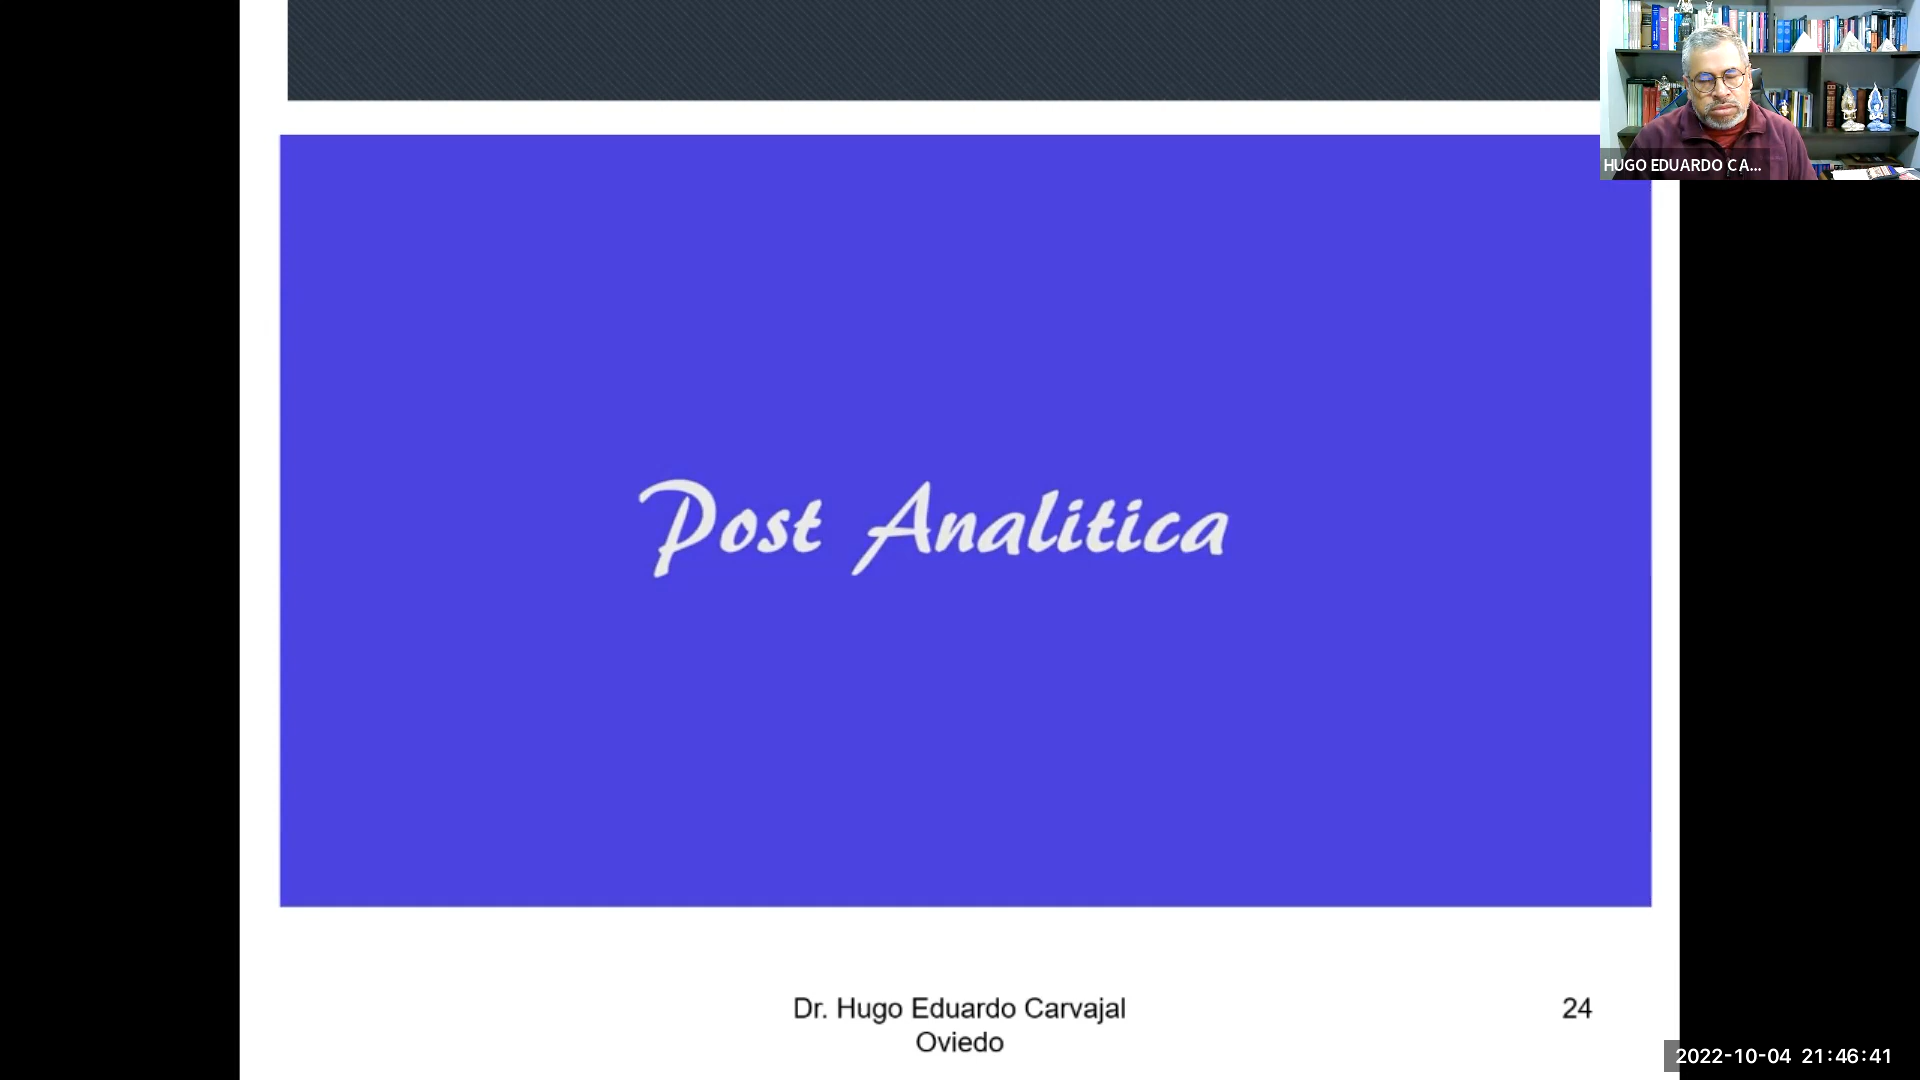 HUGO EDUARDO CA...
Post Analitica
Dr. Hugo Eduardo Carvajal
Oviedo
24
2022-10-04 21:46:41